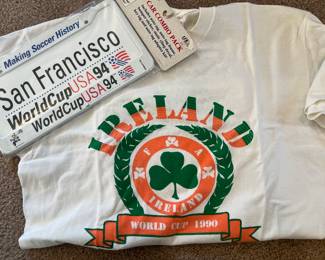 Making Soccer History
San Francisco
WorldCupUSA94
WorldCupUSA94
CAR COMBO PACK
IRELAND
F A
IRELAND
WORLD CUP 1990